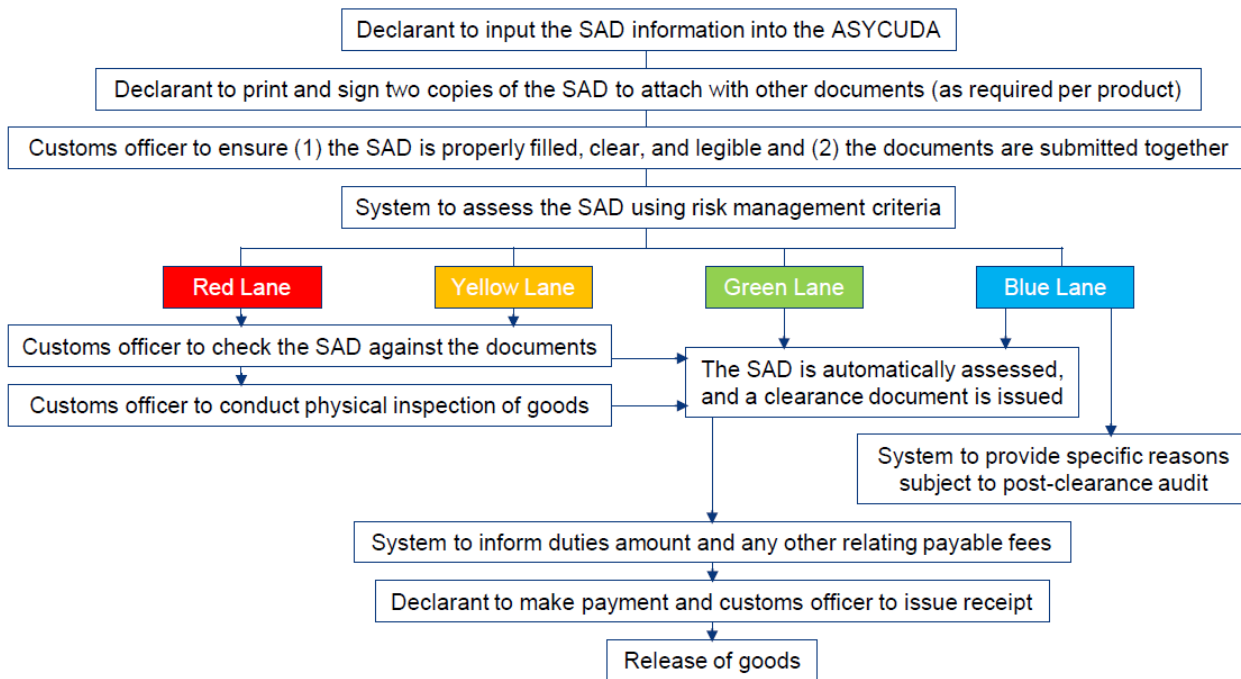 Declarant to input the SAD information into the ASYCUDA
Declarant to print and sign two copies of the SAD to attach with other documents (as required per product)
Customs officer to ensure (1) the SAD is properly filled, clear, and legible and (2) the documents are submitted together
System to assess the SAD using risk management criteria
Red Lane
Yellow Lane
Green Lane
Blue Lane
Customs officer to check the SAD against the documents
Customs officer to conduct physical inspection of goods
The SAD is automatically assessed,
and a clearance document is issued
System to provide specific reasons
subject to post-clearance audit
System to inform duties amount and any other relating payable fees
Declarant to make payment and customs officer to issue receipt
Release of goods